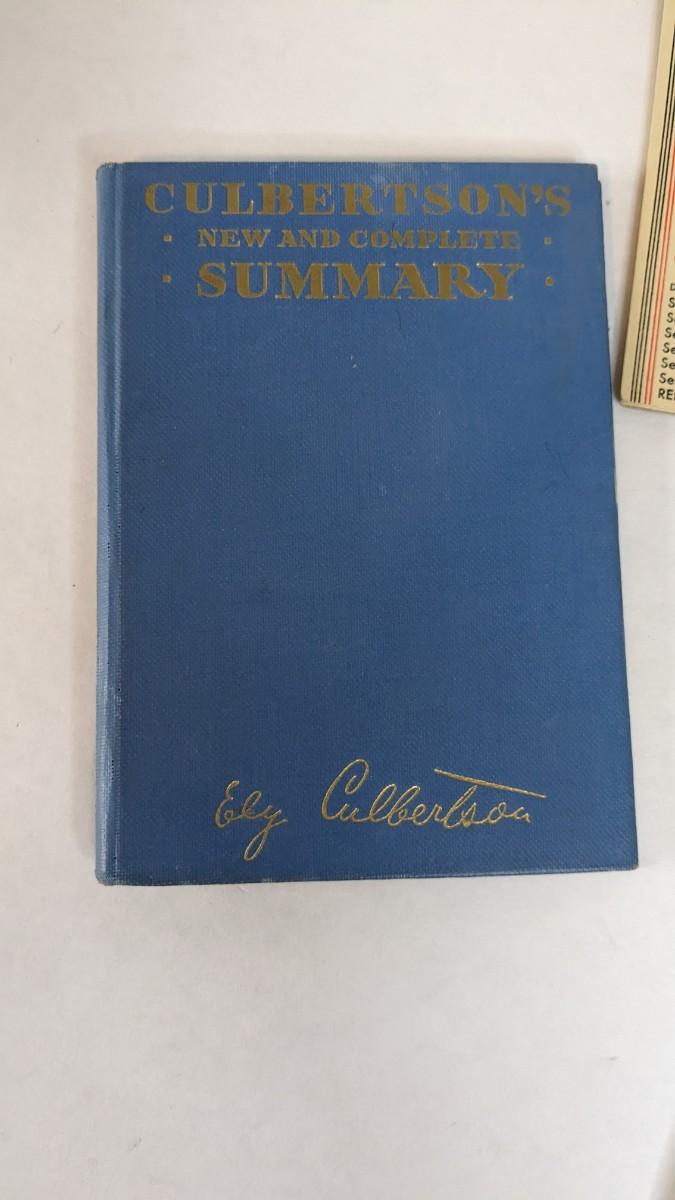 CULBERTSON'S
· NEW AND COMPLETE ·
· SUMMARY ·
Ely Culbertson